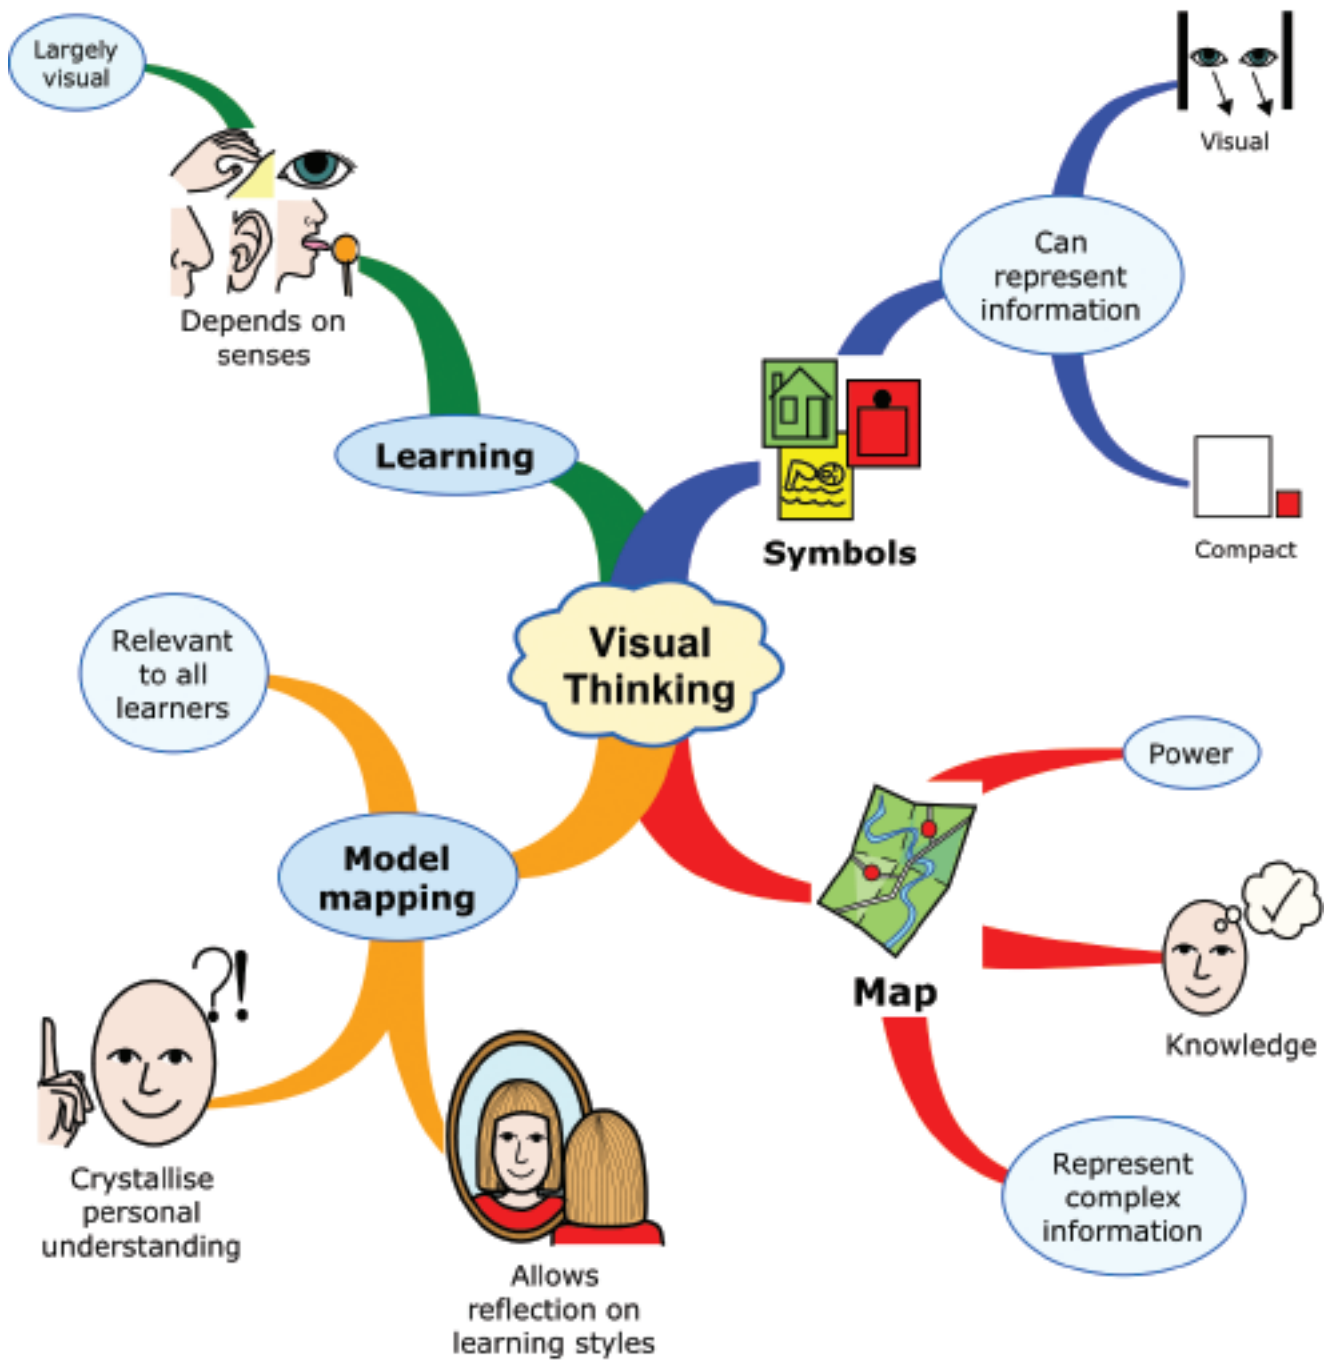 Largely
visual
Depends on
senses
Learning
Visual
Can
represent
information
Compact
Symbols
Visual
Thinking
Relevant
to all
learners
Model
mapping
?!
Crystallise
personal
understanding
Allows
reflection on
learning styles
Power
Map
Knowledge
Represent
complex
information